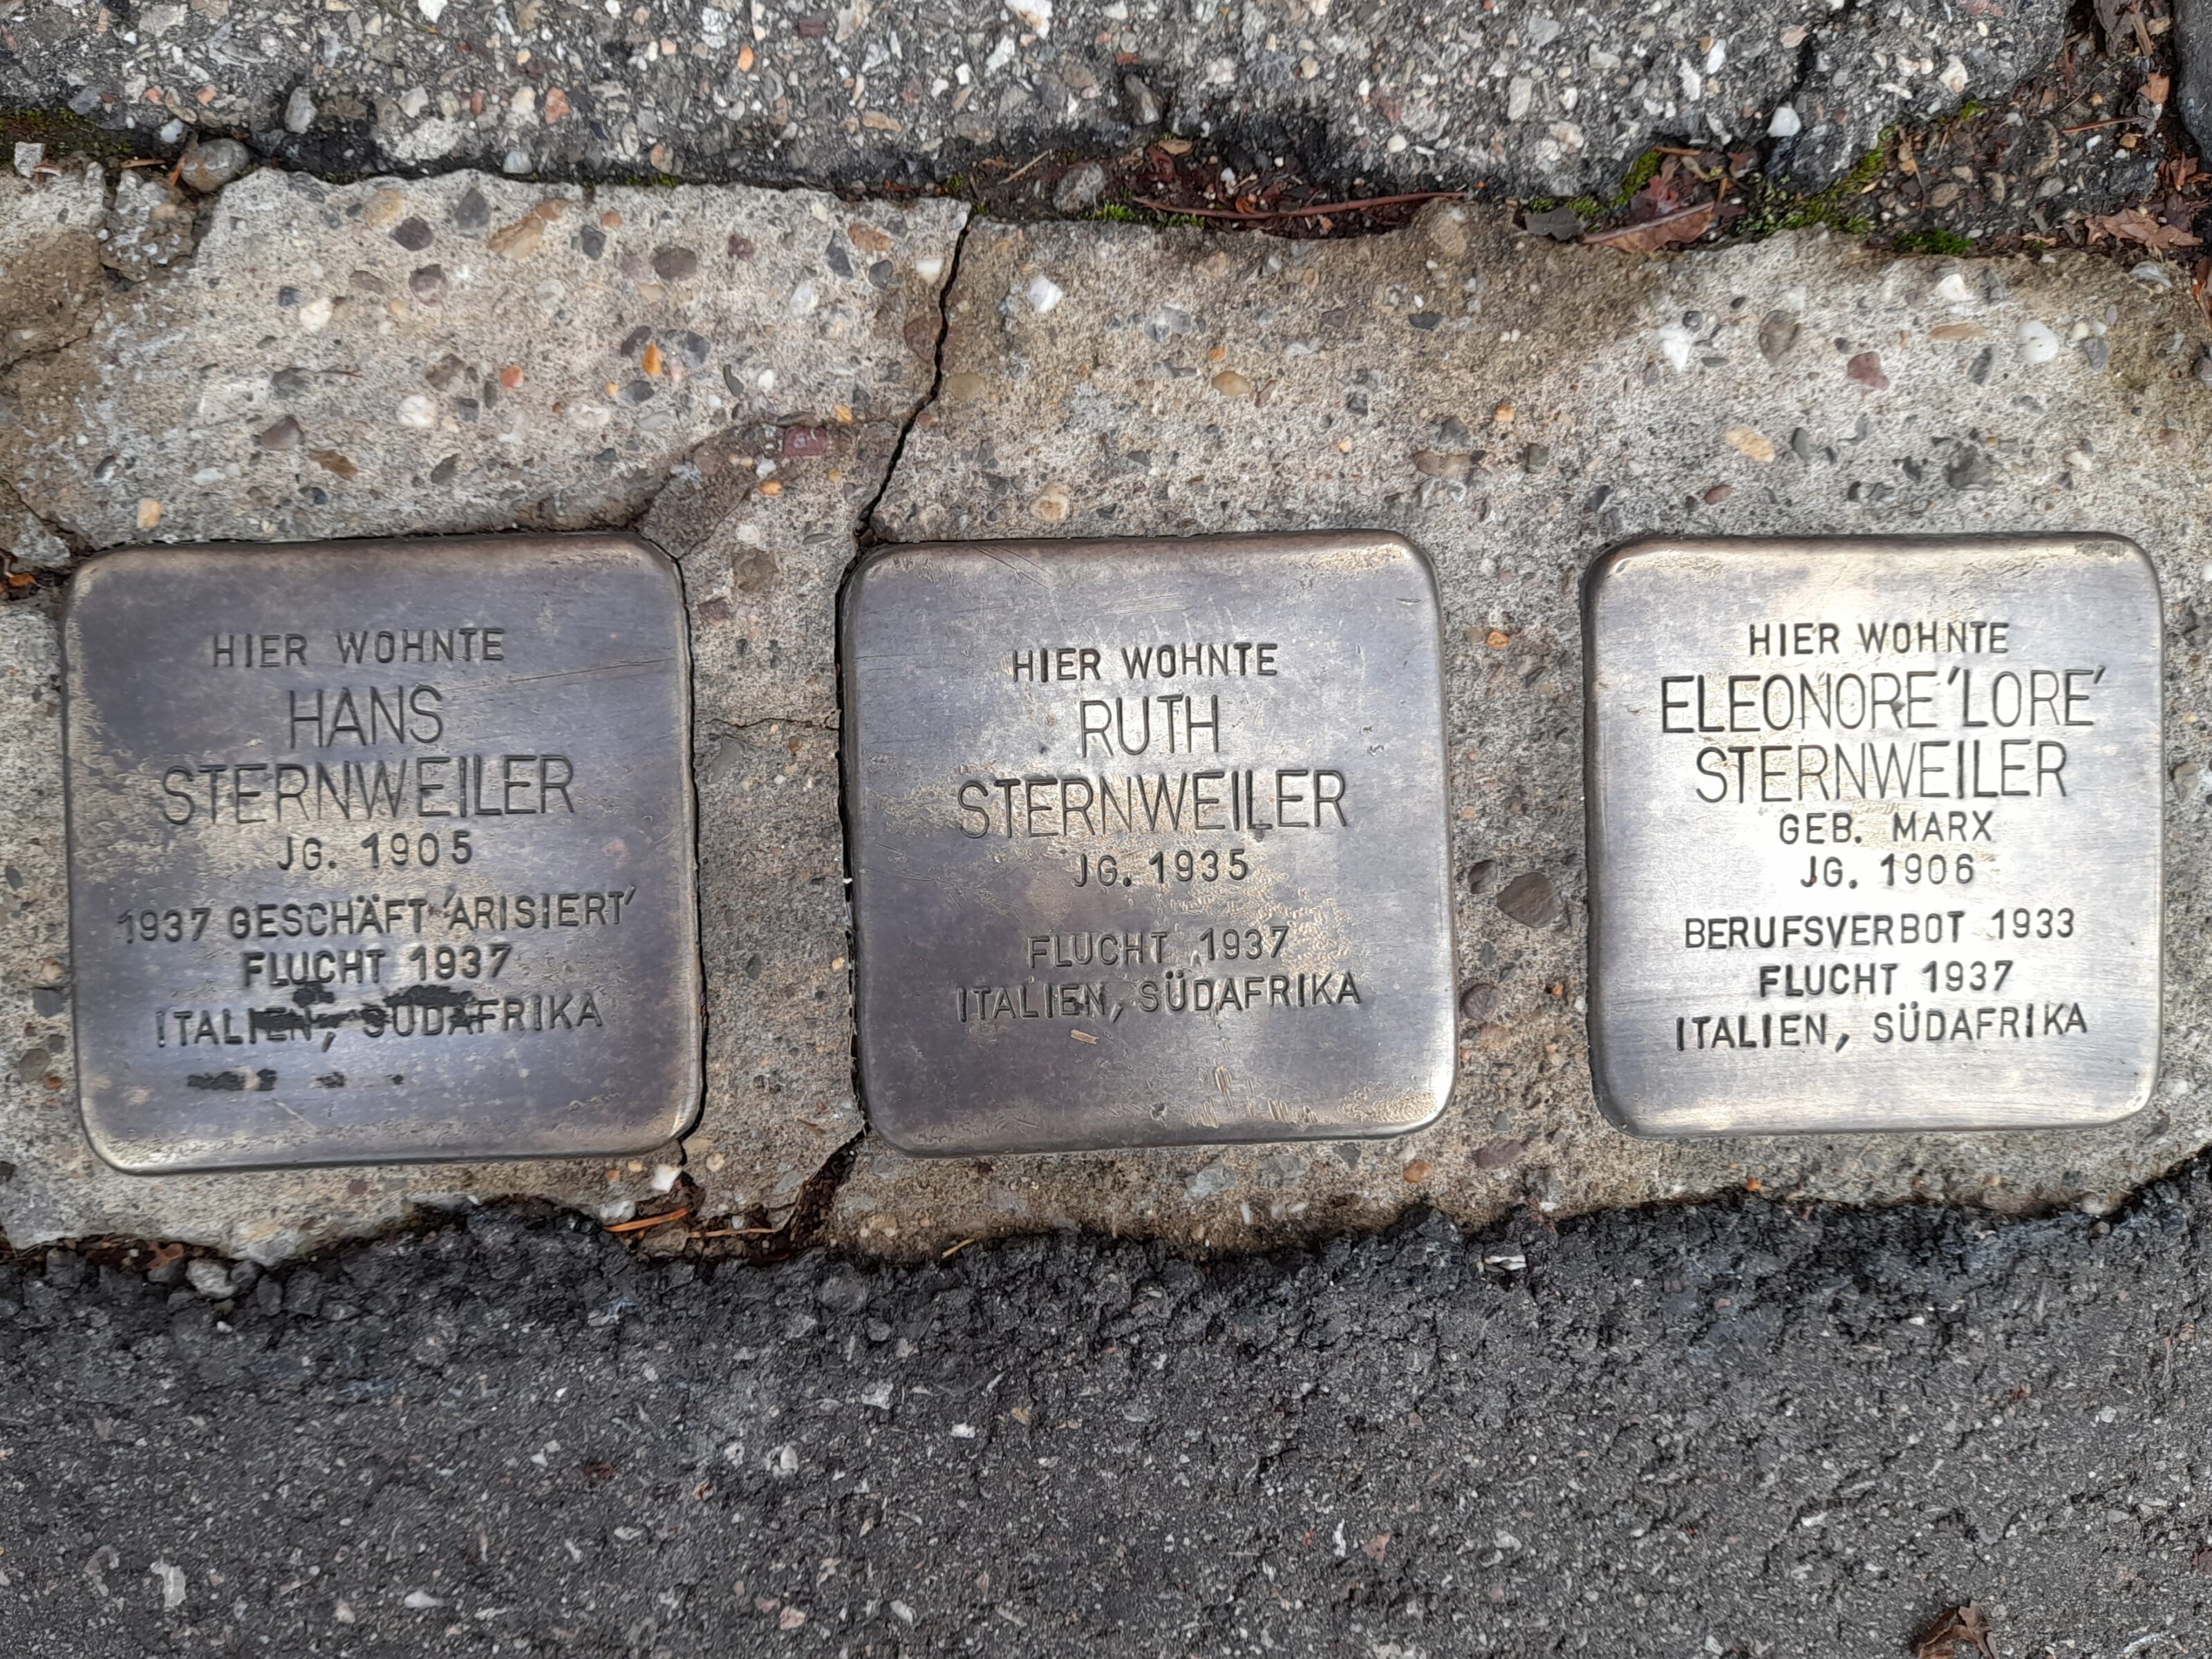 HIER WOHNTE
HANS
STERNWEILER
JG. 1905
1937 GESCHÄFT 'ARISIERT'
FLUCHT 1937
ITALIEN, SÜDAFRIKA
HIER WOHNTE
RUTH
STERNWEILER
JG. 1935
FLUCHT 1937
ITALIEN, SÜDAFRIKA
HIER WOHNTE
ELEONORE 'LORE'
STERNWEILER
GEB. MARX
JG. 1906
BERUFSVERBOT 1933
FLUCHT 1937
ITALIEN, SÜDAFRIKA